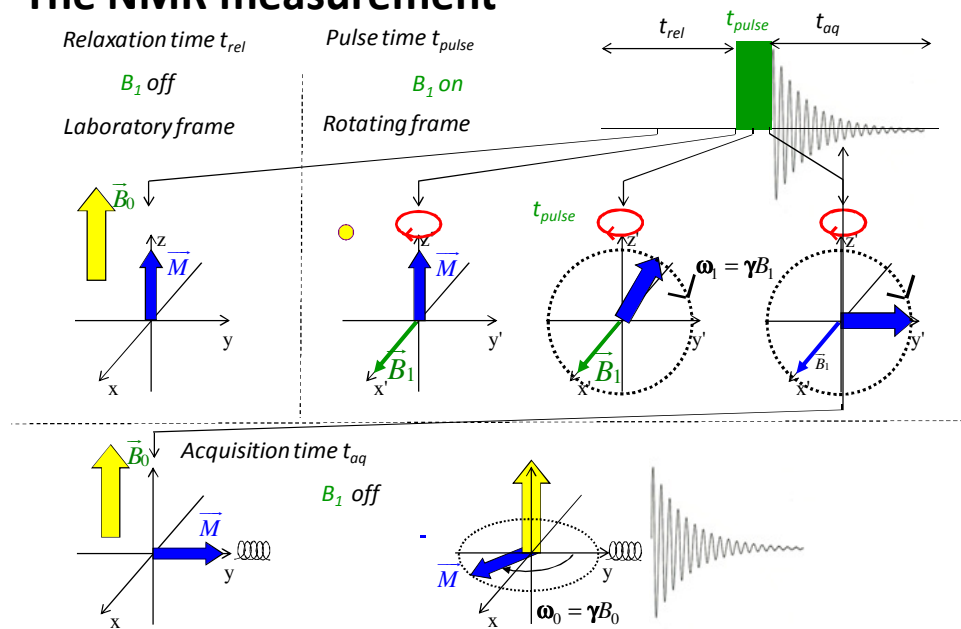 The NMR measurement
Relaxation time t_rel
Pulse time t_pulse
t_rel
t_pulse
t_aq
B_1 off
B_1 on
Laboratory frame
Rotating frame
B_0
z
M
y
x
z'
M
y'
B_1
x'
t_pulse
z'
ω_1 = γB_1
y'
B_1
x'
z'
y'
B_1
x'
B_0
Acquisition time t_aq
B_1 off
M
y
x
M
y
x
ω_0 = γB_0